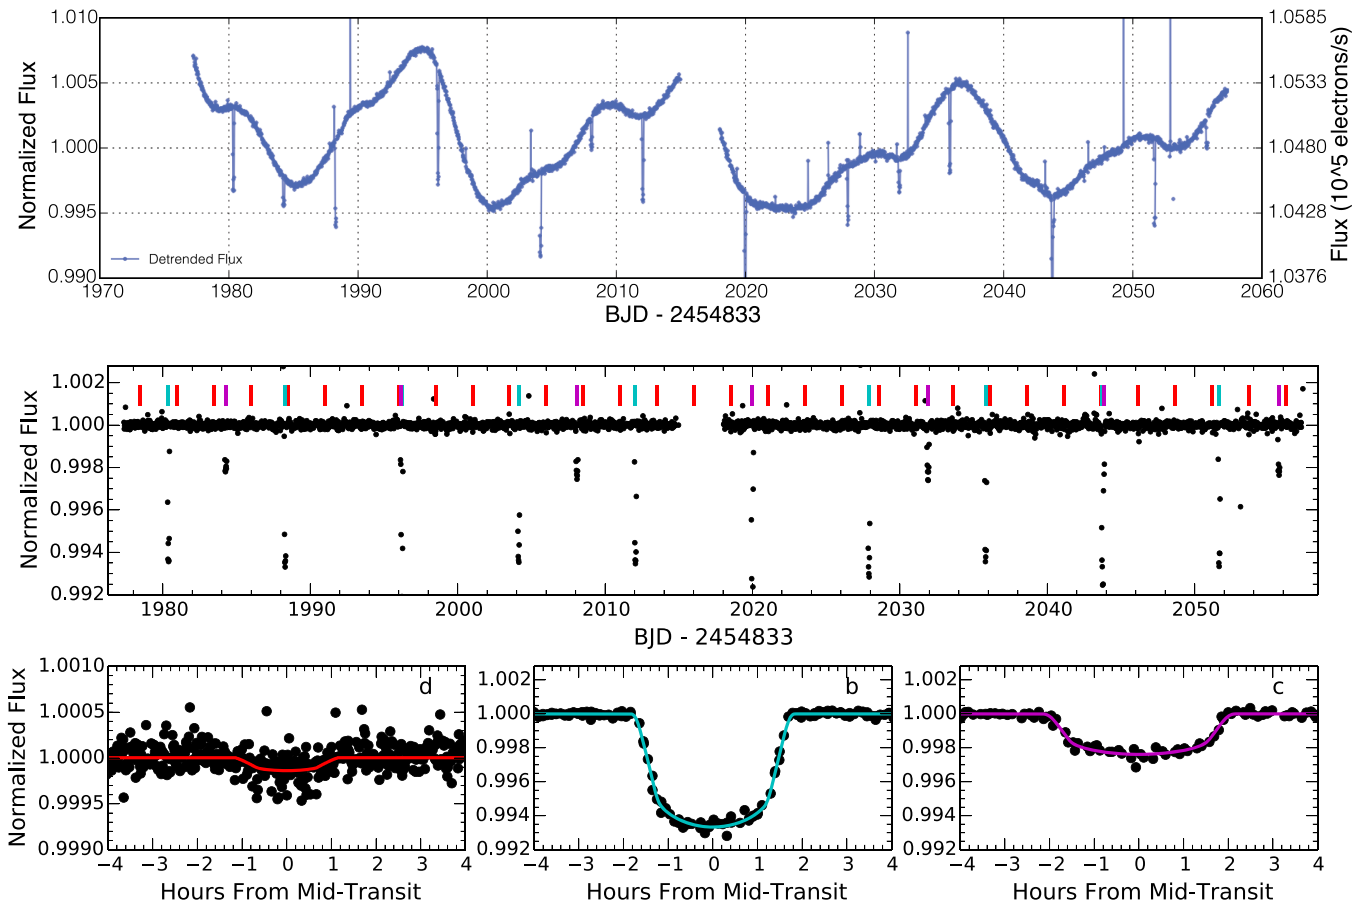 1.010
1.005
1.000
0.995
0.990
Normalized Flux
1.0585
1.0533
1.0480
1.0428
1.0376
Flux (10^5 electrons/s)
Detrended Flux
1970 1980 1990 2000 2010 2020 2030 2040 2050 2060
BJD - 2454833
1.002
1.000
0.998
0.996
0.994
0.992
Normalized Flux
1980 1990 2000 2010 2020 2030 2040 2050
BJD - 2454833
1.0010
1.0005
1.0000
0.9995
0.9990
Normalized Flux
d
−4 −3 −2 −1 0 1 2 3 4
Hours From Mid-Transit
1.002
1.000
0.998
0.996
0.994
0.992
b
−4 −3 −2 −1 0 1 2 3 4
Hours From Mid-Transit
1.002
1.000
0.998
0.996
0.994
0.992
c
−4 −3 −2 −1 0 1 2 3 4
Hours From Mid-Transit